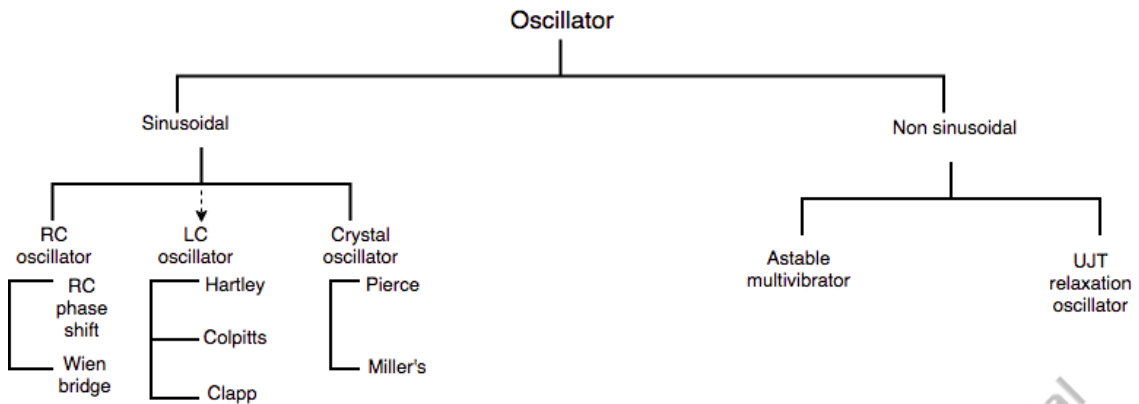 Oscillator
Sinusoidal
Non sinusoidal
RC
oscillator
LC
oscillator
Crystal
oscillator
RC
phase
shift
Wien
bridge
Hartley
Colpitts
Clapp
Pierce
Miller's
Astable
multivibrator
UJT
relaxation
oscillator